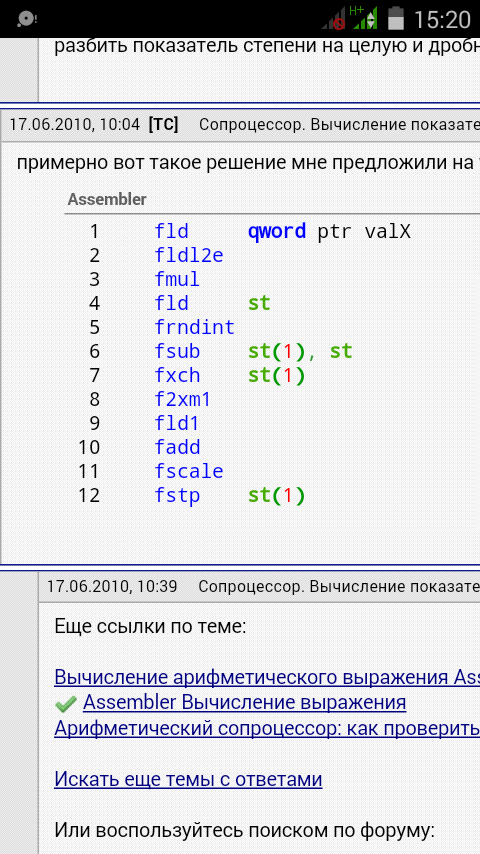 H+ 15:20
разбить показатель степени на целую и дробн
17.06.2010, 10:04 [TC] Сопроцессор. Вычисление показате
примерно вот такое решение мне предложили на
Assembler
1 fld qword ptr valX
2 fldl2e
3 fmul
4 fld st
5 frndint
6 fsub st(1), st
7 fxch st(1)
8 f2xm1
9 fld1
10 fadd
11 fscale
12 fstp st(1)
17.06.2010, 10:39 Сопроцессор. Вычисление показате
Еще ссылки по теме:
Вычисление арифметического выражения Ass
Assembler Вычисление выражения
Арифметический сопроцессор: как проверить
Искать еще темы с ответами
Или воспользуйтесь поиском по форуму: